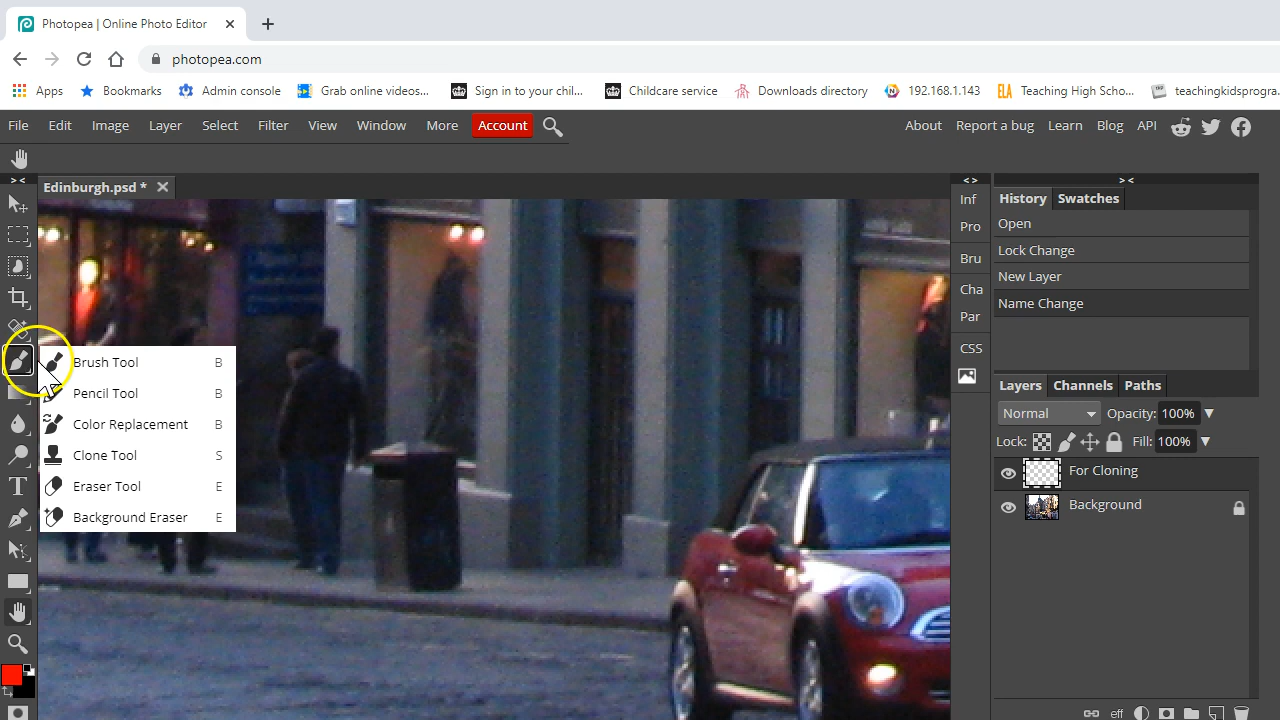 Photopea | Online Photo Editor
photopea.com
Apps Bookmarks Admin console Grab online videos... Sign in to your chil... Childcare service Downloads directory 192.168.1.143 ELA Teaching High Scho... teachingkidsprogra
File Edit Image Layer Select Filter View Window More Account About Report a bug Learn Blog API
> < Edinburgh.psd * < > > <
Inf History Swatches
Pro Open
Bru Lock Change
Cha New Layer
Par Name Change
CSS
Brush Tool B
Pencil Tool B
Color Replacement B
Clone Tool S
Eraser Tool E
Background Eraser E
Layers Channels Paths
Normal Opacity: 100%
Lock: Fill: 100%
For Cloning
Background
T
eff